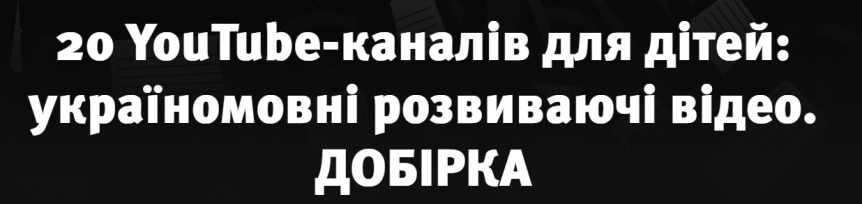 20 YouTube-каналів для дітей:
україномовні розвиваючі відео.
ДОБІРКА